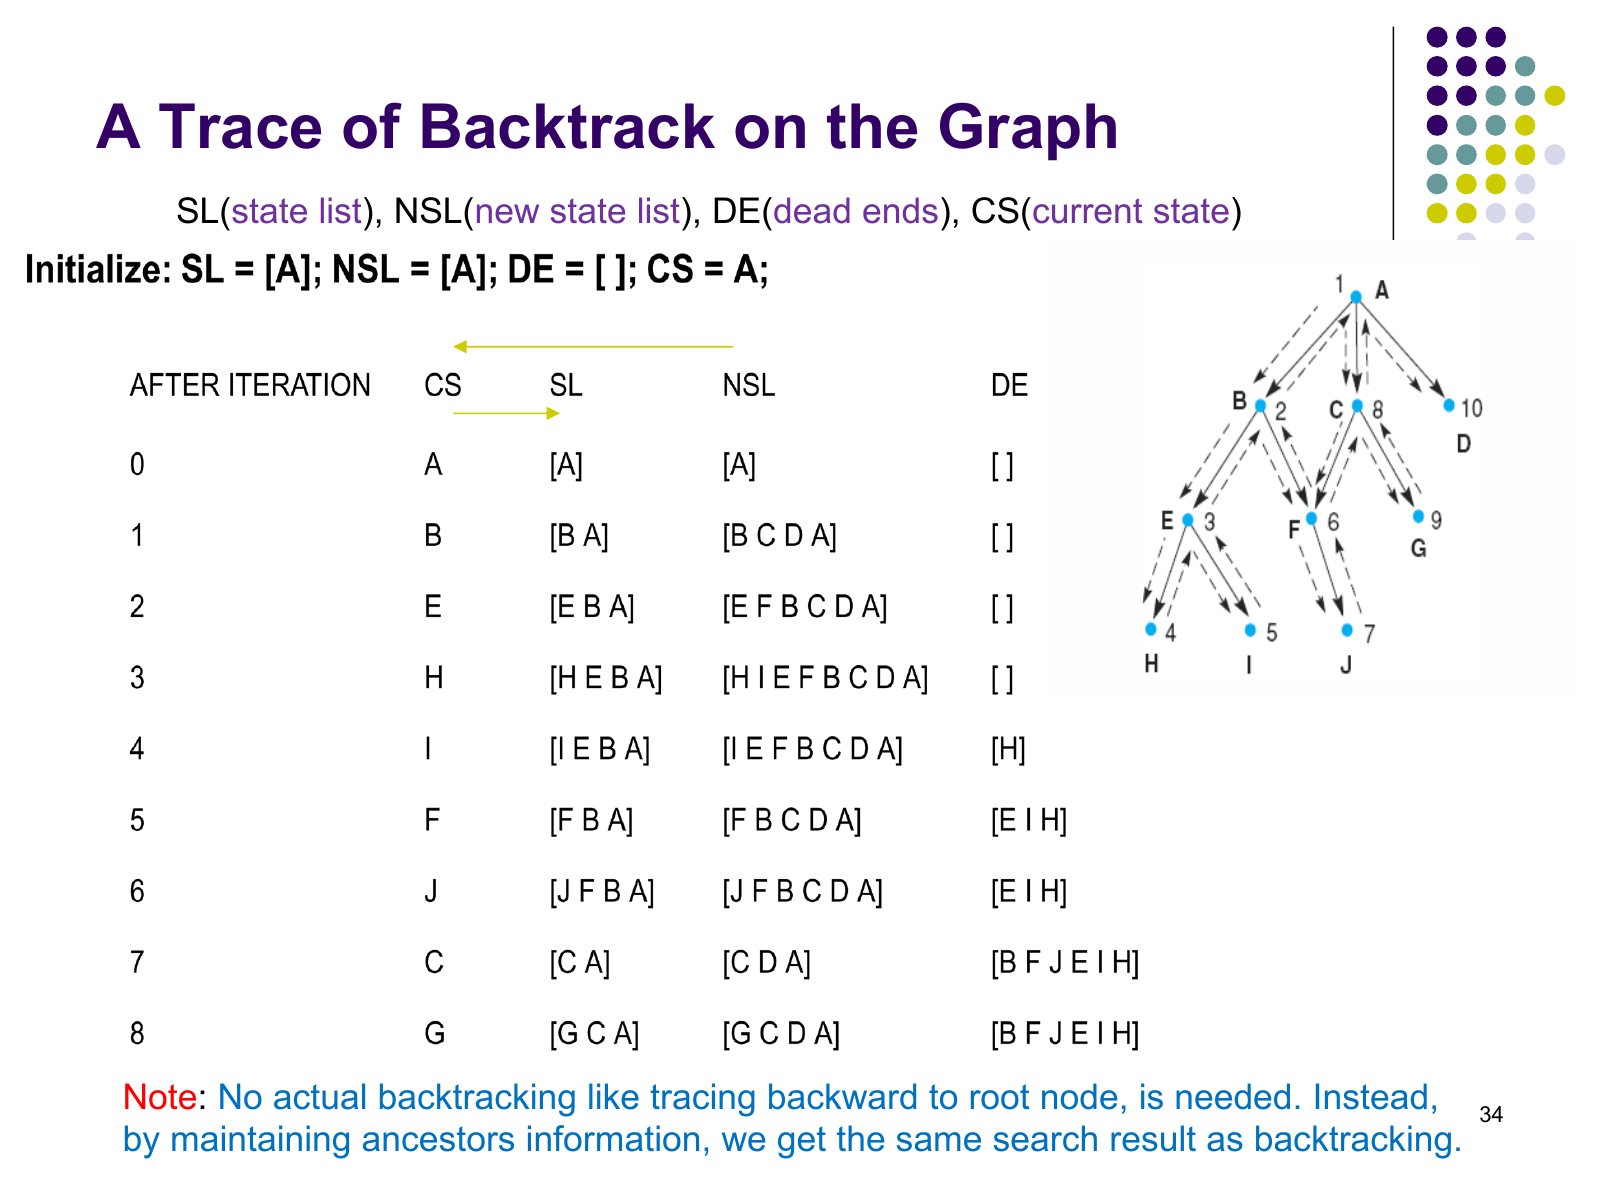 A Trace of Backtrack on the Graph
SL(state list), NSL(new state list), DE(dead ends), CS(current state)
Initialize: SL = [A]; NSL = [A]; DE = [ ]; CS = A;
AFTER ITERATION CS SL NSL DE
0 A [A] [A] [ ]
1 B [B A] [B C D A] [ ]
2 E [E B A] [E F B C D A] [ ]
3 H [H E B A] [H I E F B C D A] [ ]
4 I [I E B A] [I E F B C D A] [H]
5 F [F B A] [F B C D A] [E I H]
6 J [J F B A] [J F B C D A] [E I H]
7 C [C A] [C D A] [B F J E I H]
8 G [G C A] [G C D A] [B F J E I H]
1 A
B 2 C 8 10
D
E 3 F 6 9
G
4 5 7
H I J
Note: No actual backtracking like tracing backward to root node, is needed. Instead,
by maintaining ancestors information, we get the same search result as backtracking.
34